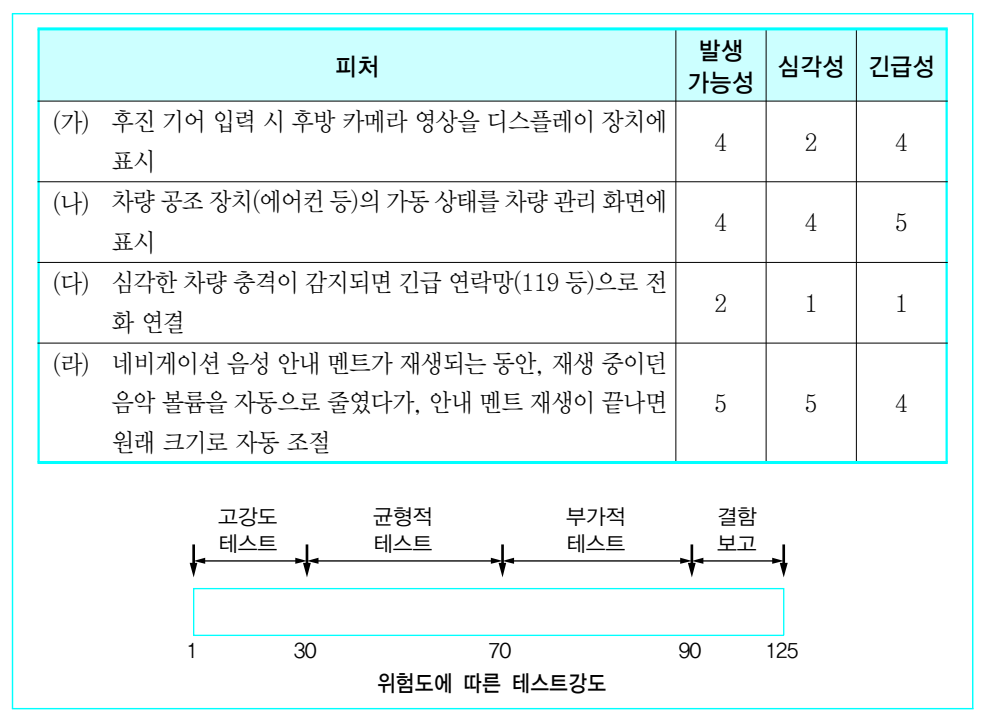 피처
발생
가능성
심각성
긴급성
(가) 후진 기어 입력 시 후방 카메라 영상을 디스플레이 장치에
표시
4
2
4
(나) 차량 공조 장치(에어컨 등)의 가동 상태를 차량 관리 화면에
표시
4
4
5
(다) 심각한 차량 충격이 감지되면 긴급 연락망(119 등)으로 전
화 연결
2
1
1
(라) 네비게이션 음성 안내 멘트가 재생되는 동안, 재생 중이던
음악 볼륨을 자동으로 줄였다가, 안내 멘트 재생이 끝나면
원래 크기로 자동 조절
5
5
4
고강도
테스트
균형적
테스트
부가적
테스트
결함
보고
1
30
70
90
125
위험도에 따른 테스트강도